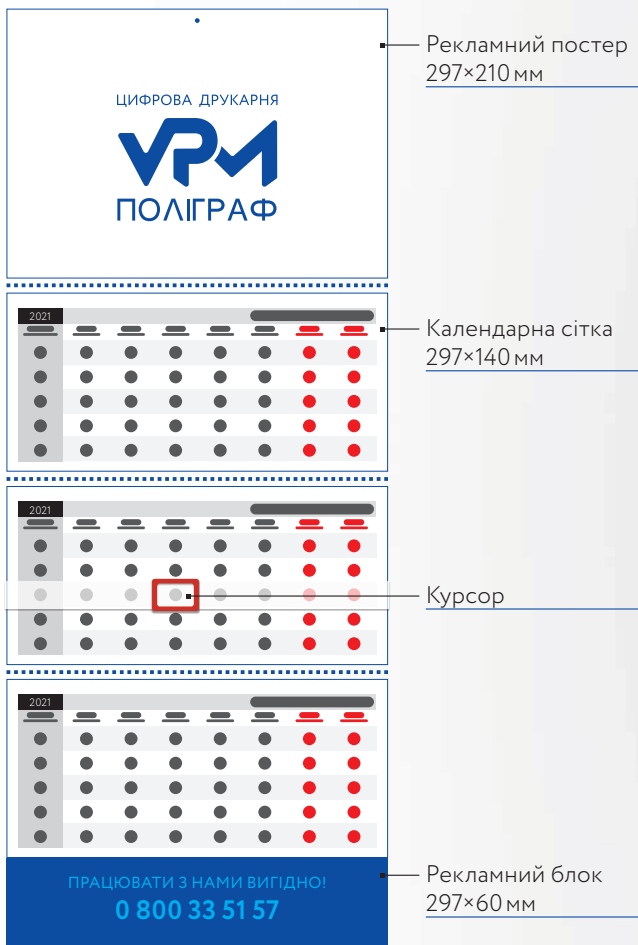 Рекламний постер
297×210 мм
ЦИФРОВА ДРУКАРНЯ
VPM
ПОЛІГРАФ
2021
Календарна сітка
297×140 мм
2021
Курсор
2021
ПРАЦЮВАТИ З НАМИ ВИГІДНО!
0 800 33 51 57
Рекламний блок
297×60 мм